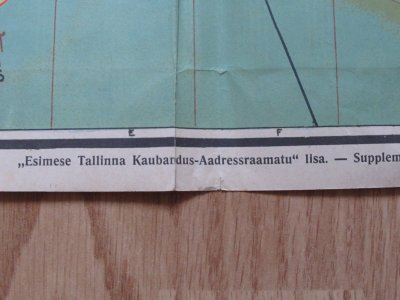 E F
„Esimese Tallinna Kaubardus-Aadressraamatu“ lisa. — Supplem